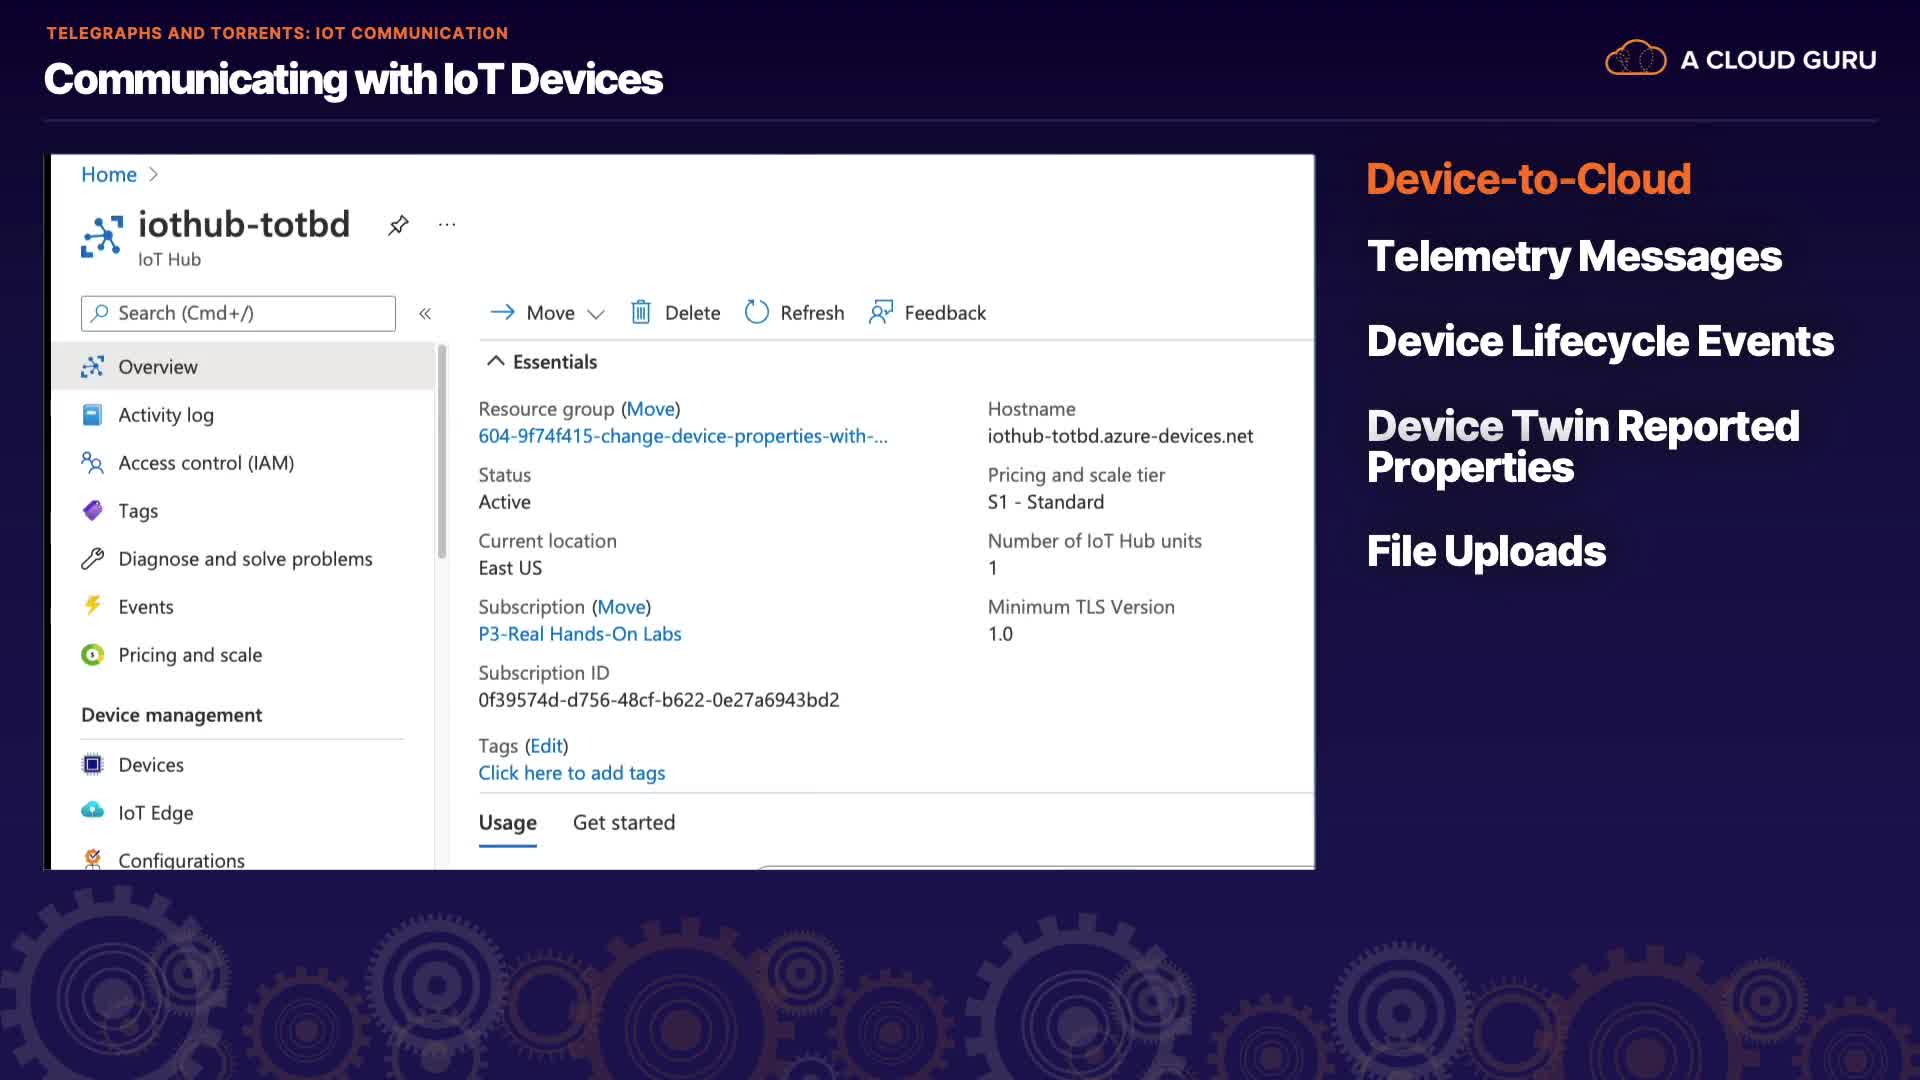 TELEGRAPHS AND TORRENTS: IOT COMMUNICATION
Communicating with IoT Devices
A CLOUD GURU
Home
iothub-totbd
IoT Hub
Search (Cmd+/)
Overview
Activity log
Access control (IAM)
Tags
Diagnose and solve problems
Events
Pricing and scale
Device management
Devices
IoT Edge
Configurations
Move
Delete
Refresh
Feedback
Essentials
Resource group (Move)
604-9f74f415-change-device-properties-with-...
Status
Active
Current location
East US
Subscription (Move)
P3-Real Hands-On Labs
Subscription ID
0f39574d-d756-48cf-b622-0e27a6943bd2
Tags (Edit)
Click here to add tags
Hostname
iothub-totbd.azure-devices.net
Pricing and scale tier
S1 - Standard
Number of IoT Hub units
1
Minimum TLS Version
1.0
Usage
Get started
Device-to-Cloud
Telemetry Messages
Device Lifecycle Events
Device Twin Reported
Properties
File Uploads